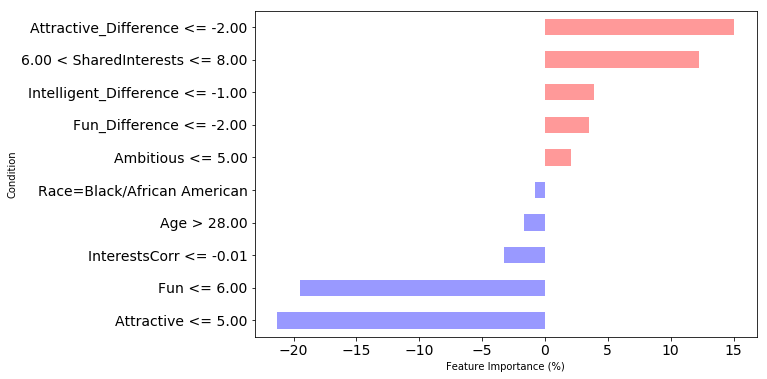 Attractive_Difference <= -2.00
6.00 < SharedInterests <= 8.00
Intelligent_Difference <= -1.00
Fun_Difference <= -2.00
Ambitious <= 5.00
Race=Black/African American
Age > 28.00
InterestsCorr <= -0.01
Fun <= 6.00
Attractive <= 5.00
Condition
−20 −15 −10 −5 0 5 10 15
Feature Importance (%)